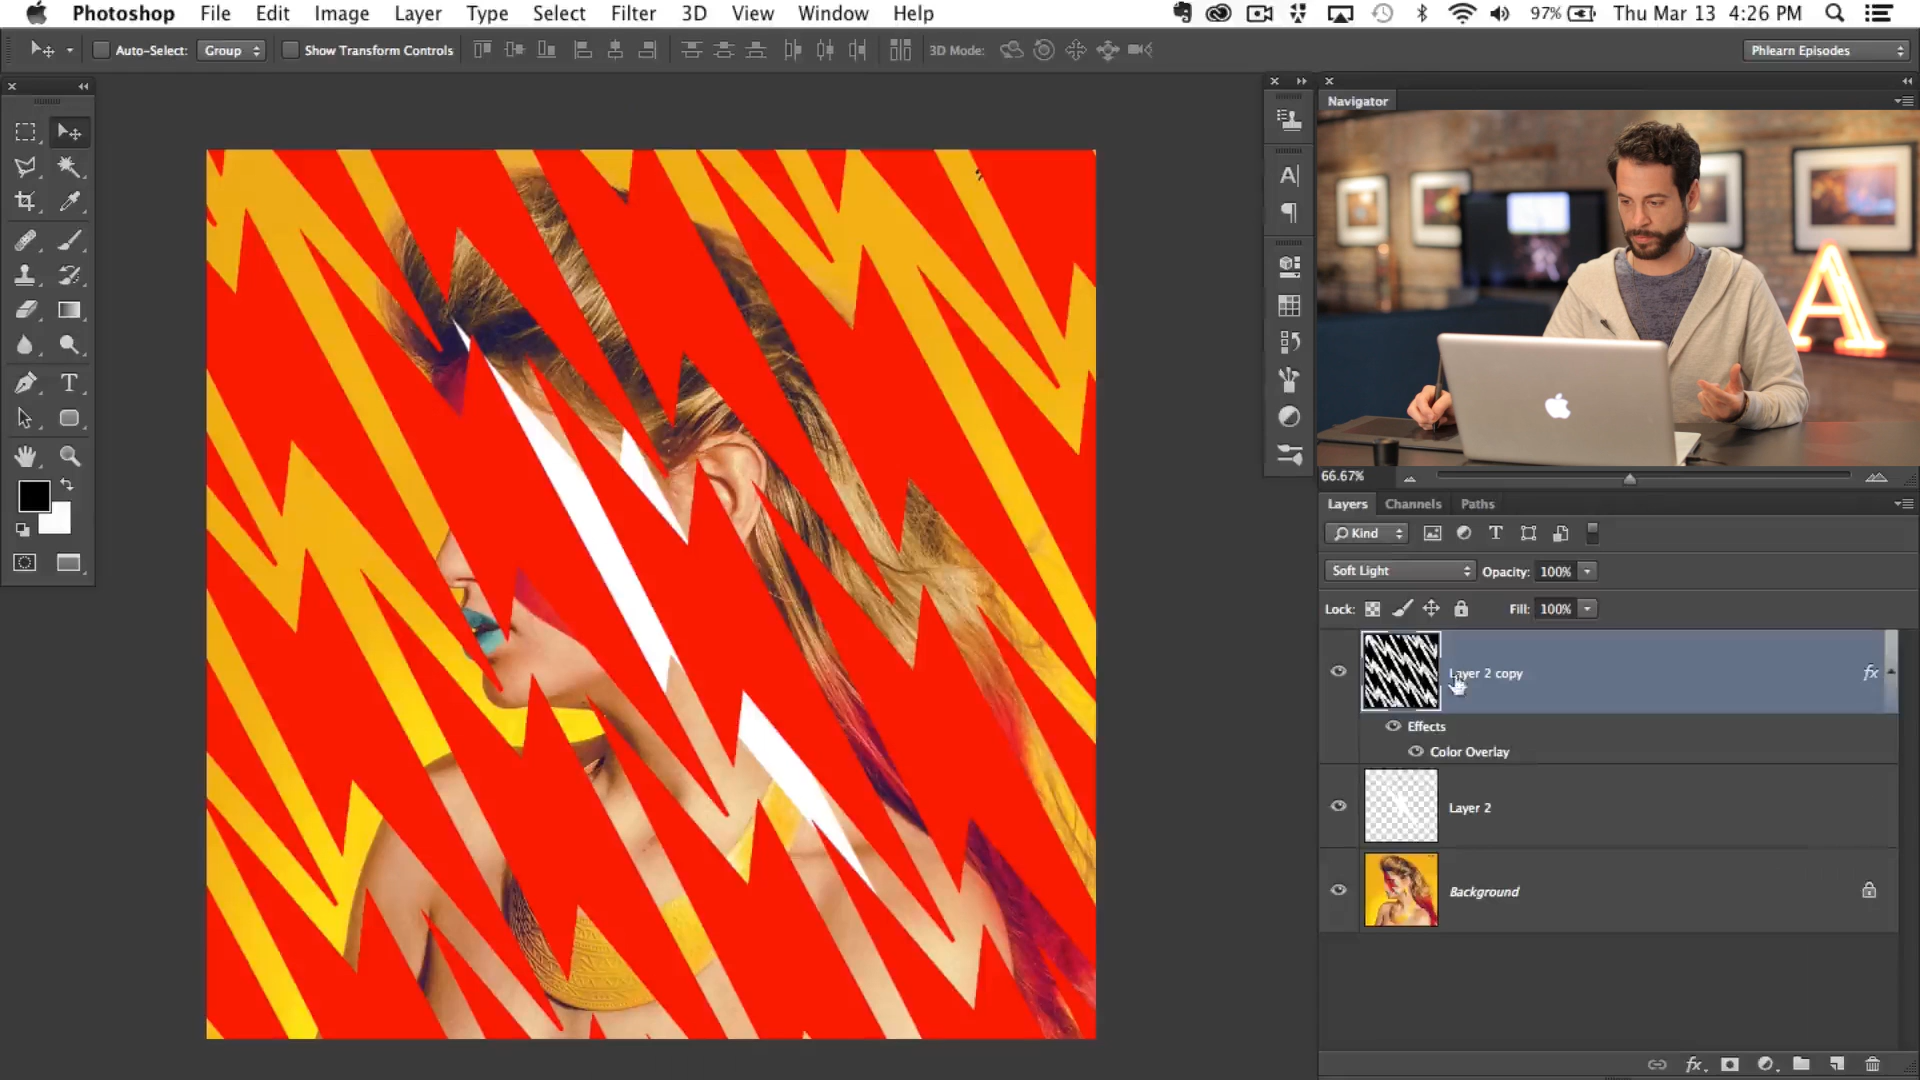 Photoshop File Edit Image Layer Type Select Filter 3D View Window Help 97% Thu Mar 13 4:26 PM
Auto-Select: Group Show Transform Controls 3D Mode: Phlearn Episodes
Navigator
A
66.67%
Layers Channels Paths
Kind
Soft Light Opacity: 100%
Lock: Fill: 100%
Layer 2 copy fx
Effects
Color Overlay
Layer 2
Background
fx